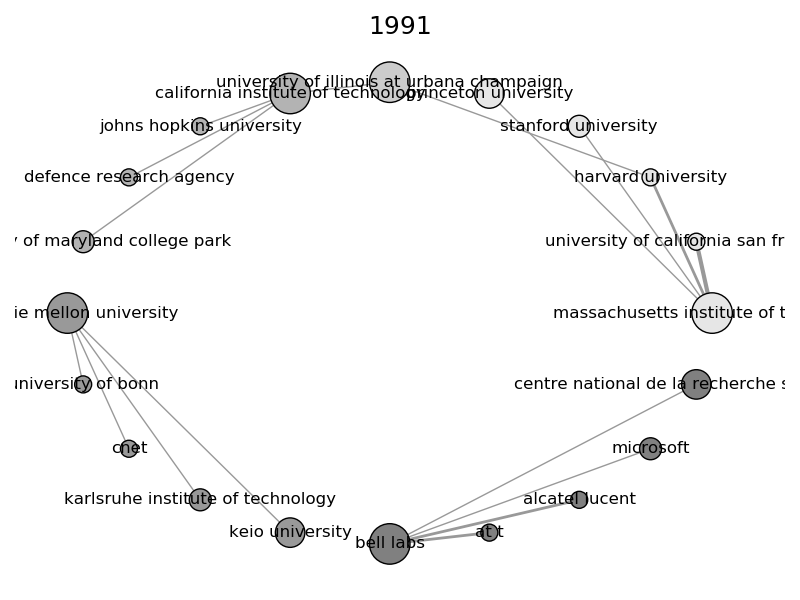 1991
university of illinois at urbana champaign
california institute of technology
princeton university
johns hopkins university
stanford university
defence research agency
harvard university
of maryland college park
university of california san fr
mellon university
massachusetts institute of t
university of bonn
centre national de la recherche s
cnet
microsoft
karlsruhe institute of technology
alcatel lucent
keio university
bell labs
at t